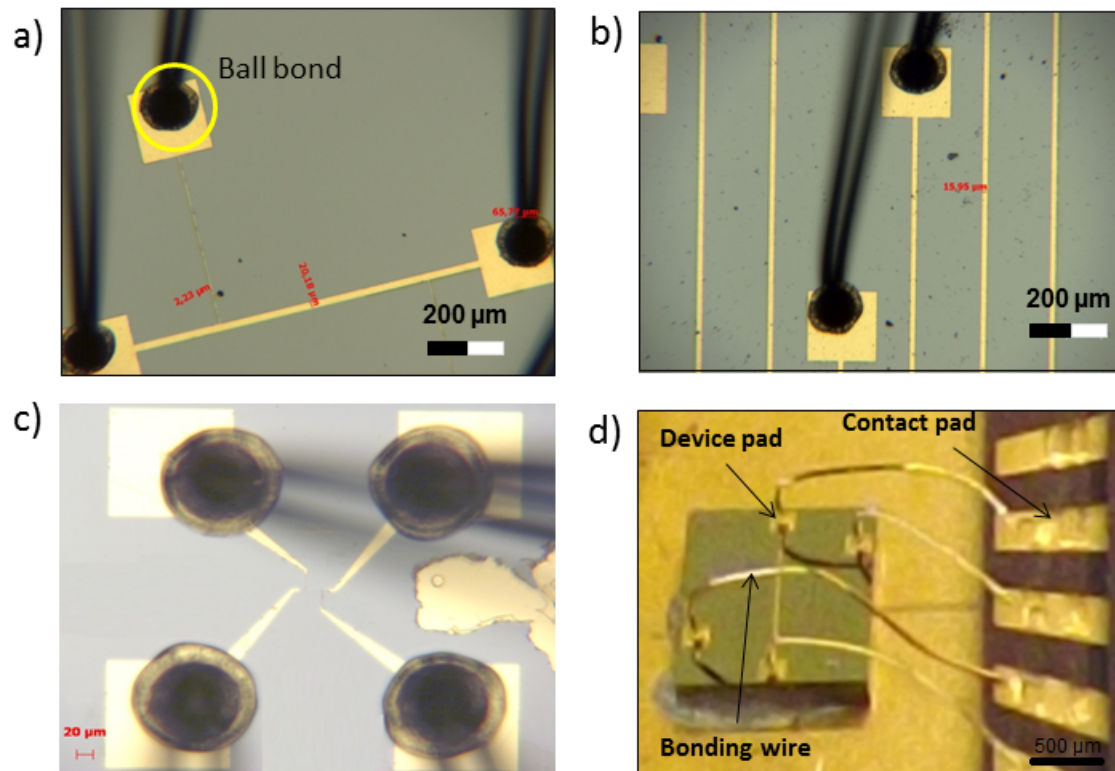 a)
Ball bond
65,77 µm
20,18 µm
2,23 µm
200 µm
b)
15,95 µm
200 µm
c)
20 µm
d)
Device pad
Contact pad
Bonding wire
500 µm